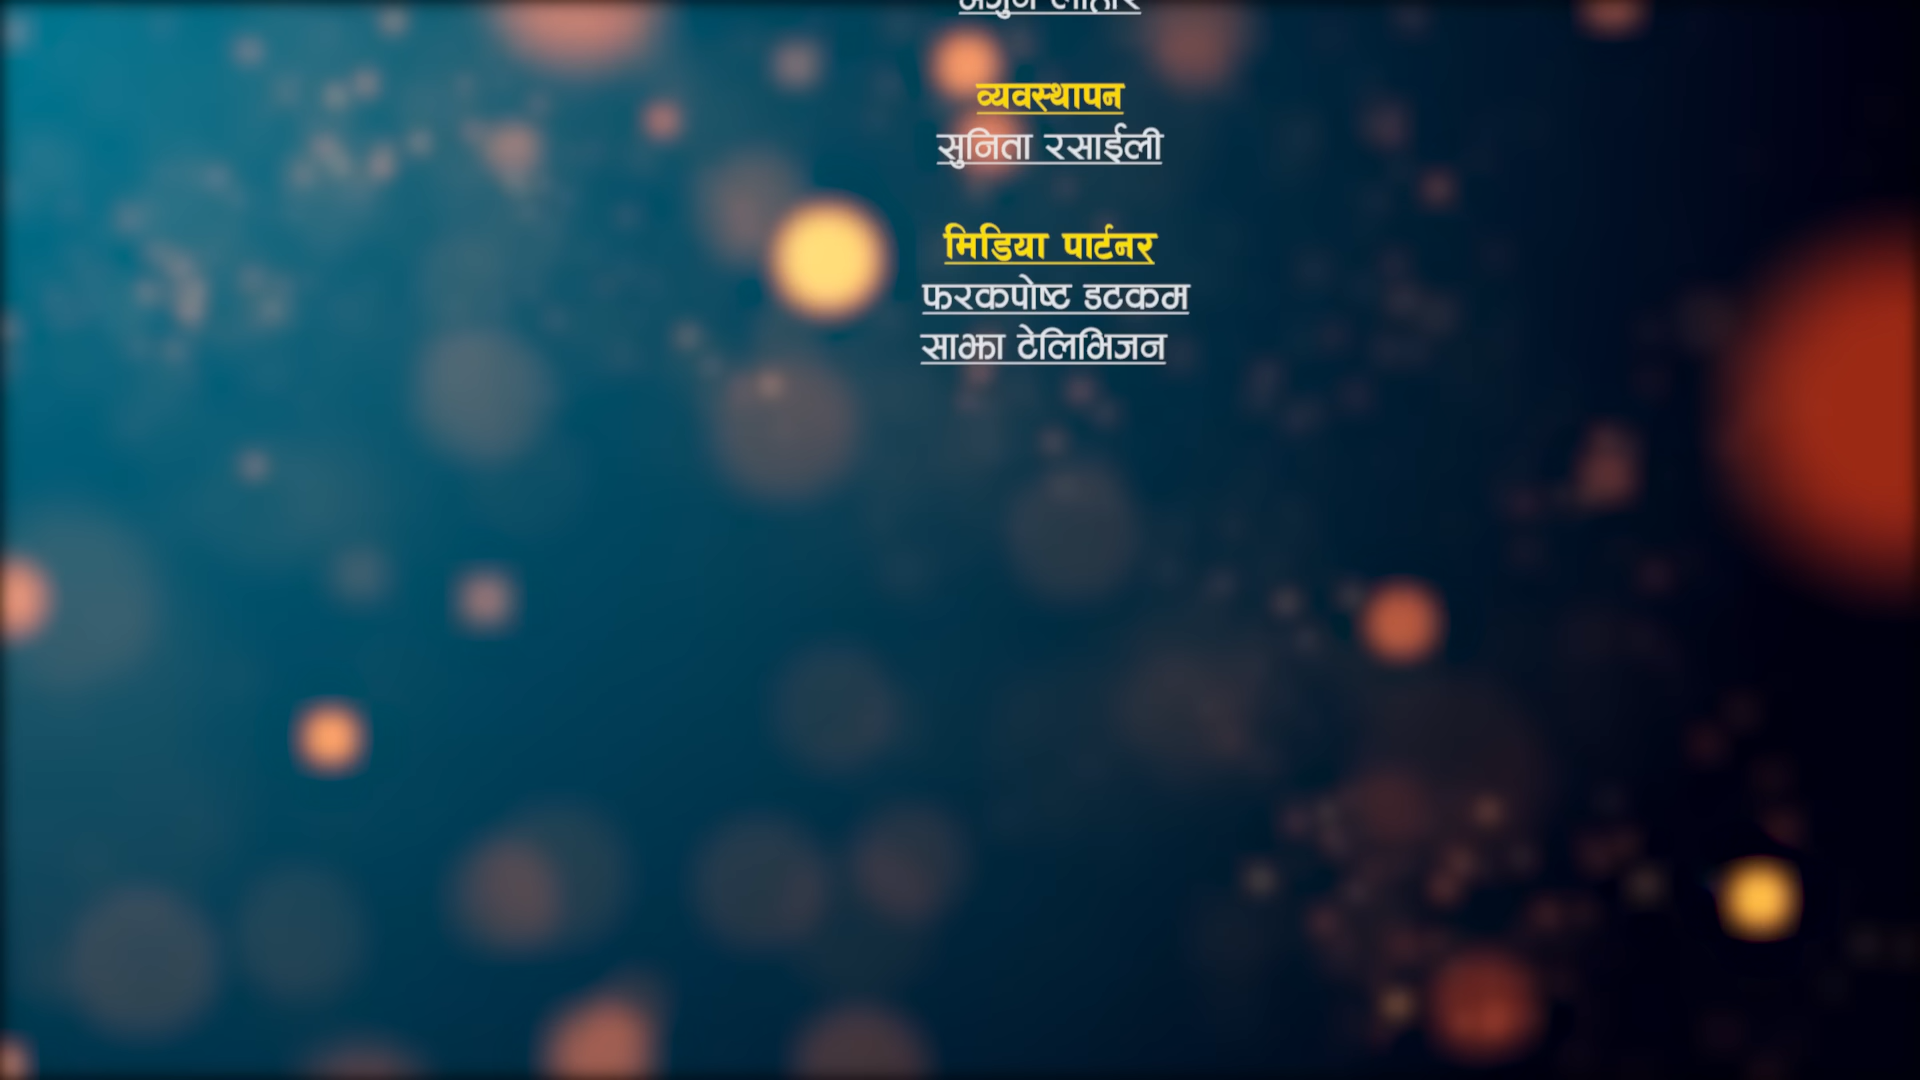 व्यवस्थापन
सुनिता रसाईली
मिडिया पार्टनर
फरकपोष्ट डटकम
साझा टेलिभिजन